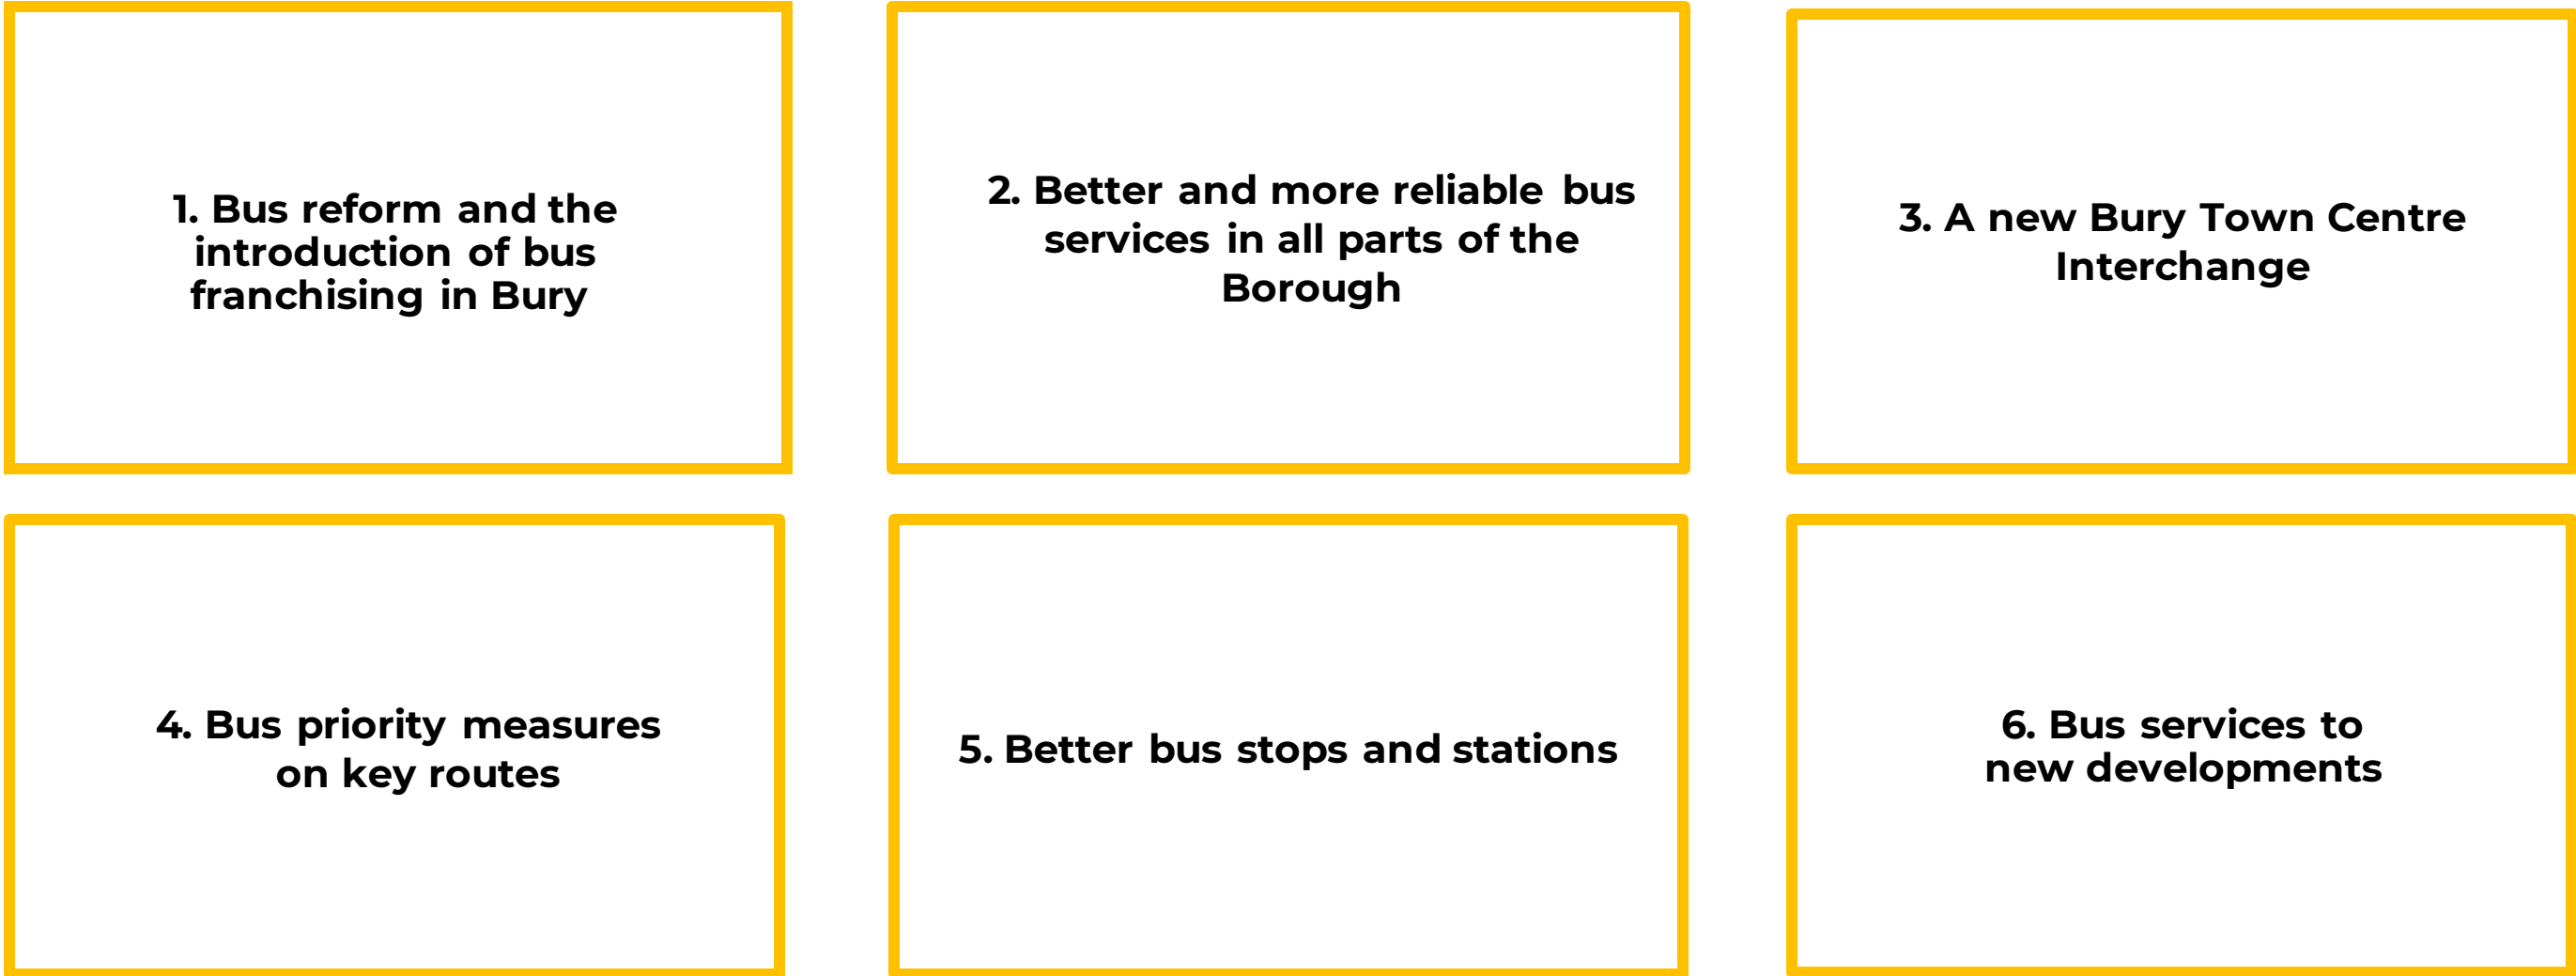 1. Bus reform and the
introduction of bus
franchising in Bury
2. Better and more reliable bus
services in all parts of the
Borough
3. A new Bury Town Centre
Interchange
4. Bus priority measures
on key routes
5. Better bus stops and stations
6. Bus services to
new developments